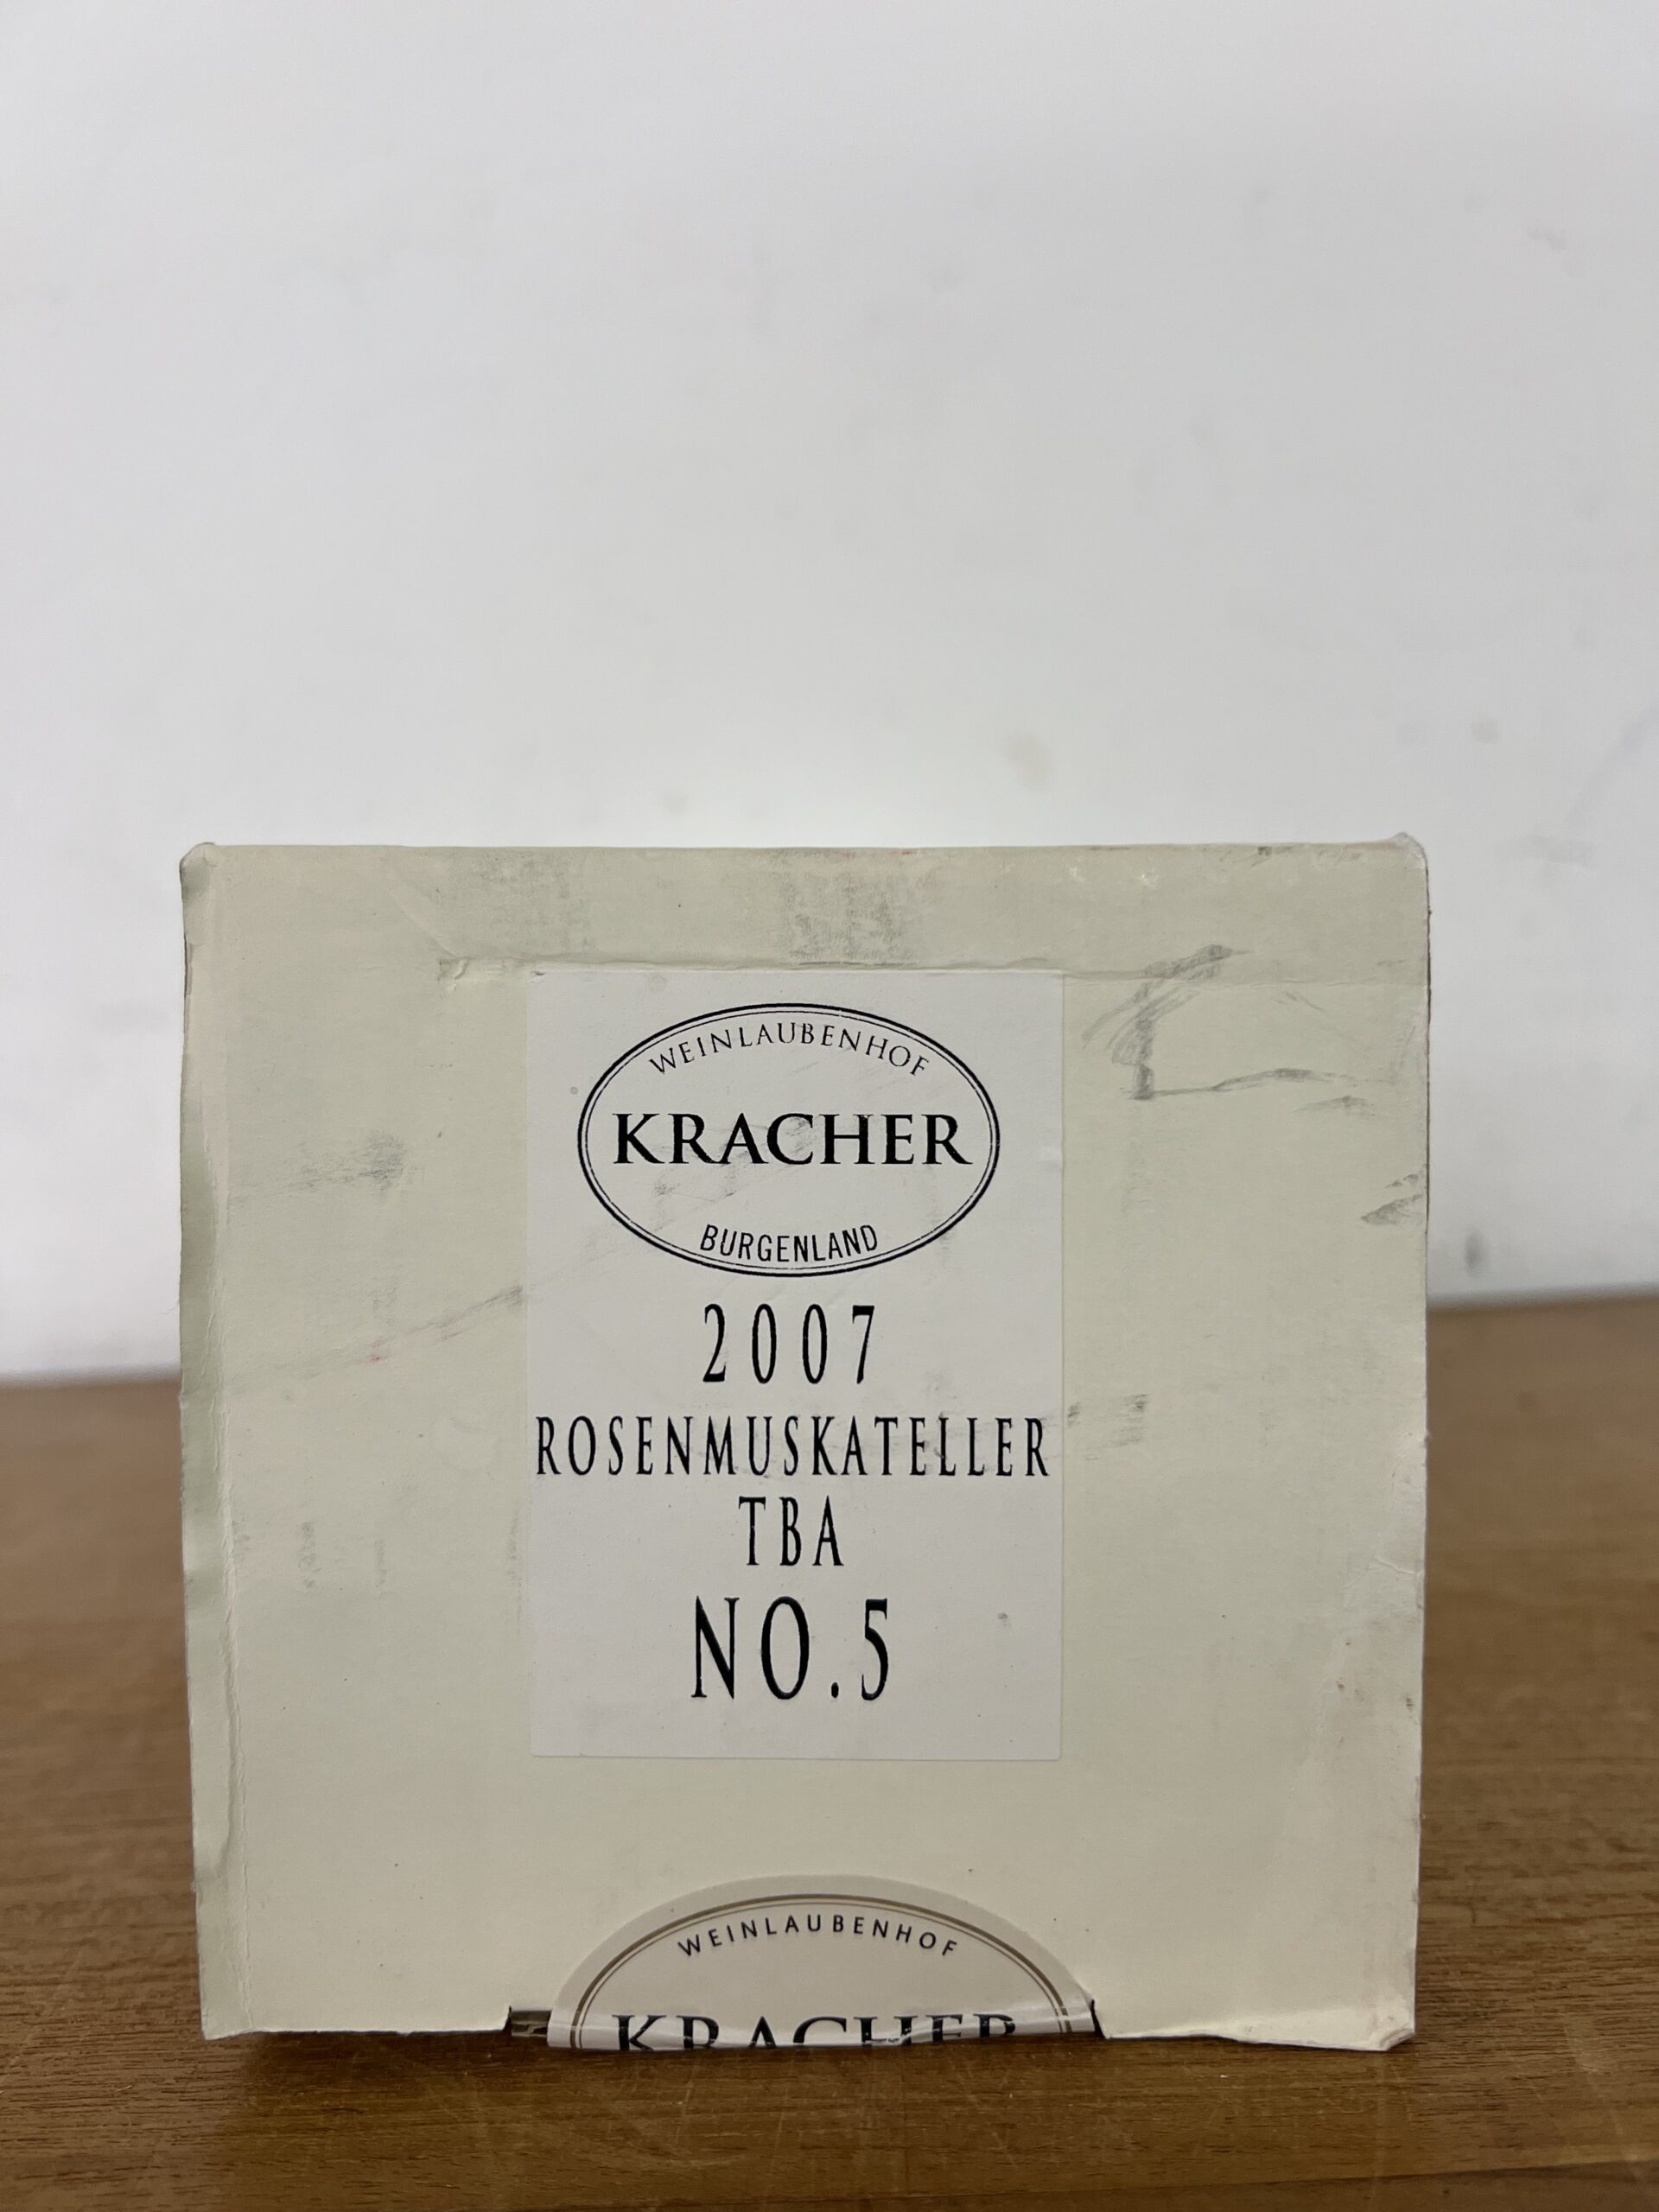 WEINLAUBENHOF
KRACHER
BURGENLAND
2007
ROSENMUSKATELLER
TBA
NO.5
WEINLAUBENHOF
KRACHER